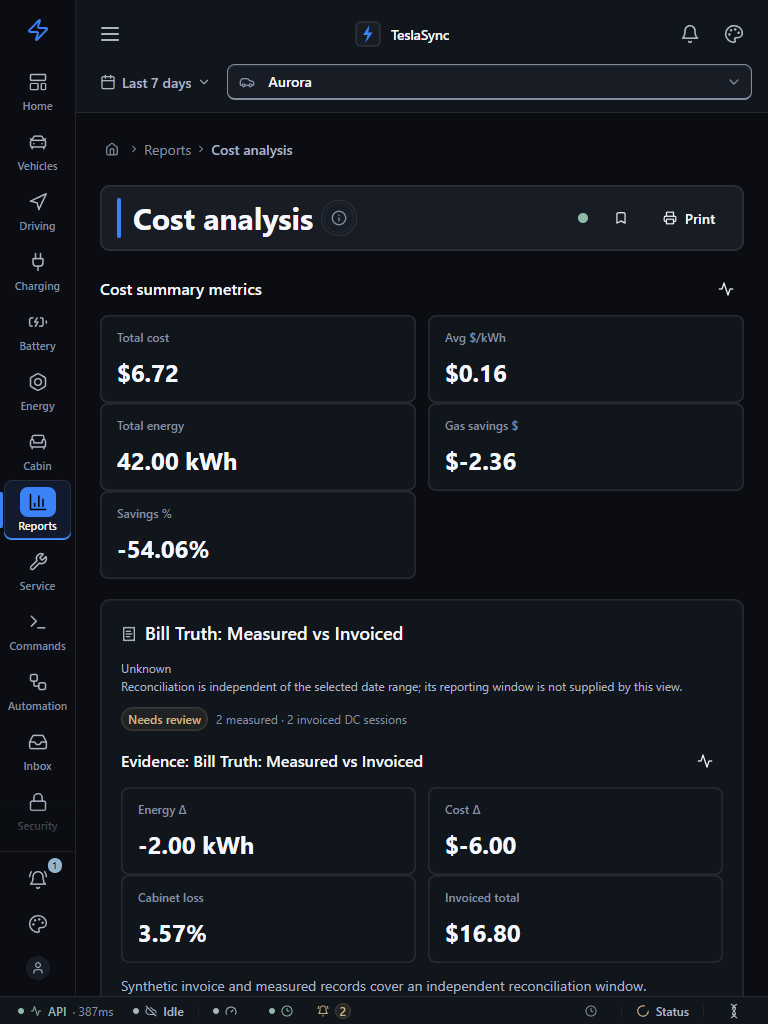 TeslaSync
Last 7 days
Aurora
Home
Vehicles
Driving
Charging
Battery
Energy
Cabin
Reports
Service
Commands
Automation
Inbox
Security
1
Reports
Cost analysis
Cost analysis
Print
Cost summary metrics
Total cost
$6.72
Avg $/kWh
$0.16
Total energy
42.00 kWh
Gas savings $
$-2.36
Savings %
-54.06%
Bill Truth: Measured vs Invoiced
Unknown
Reconciliation is independent of the selected date range; its reporting window is not supplied by this view.
Needs review 2 measured · 2 invoiced DC sessions
Evidence: Bill Truth: Measured vs Invoiced
Energy Δ
-2.00 kWh
Cost Δ
$-6.00
Cabinet loss
3.57%
Invoiced total
$16.80
Synthetic invoice and measured records cover an independent reconciliation window.
API · 387ms
Idle
2
Status